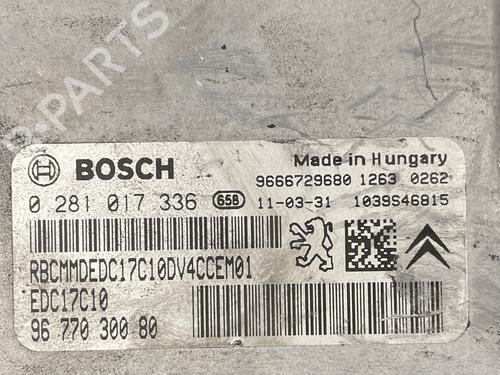 B-PARTS
BOSCH
Made in Hungary
9666729680 1263 0262
0 281 017 336 658 11-03-31 1039S46815
RBCMMDEDC17C10DV4CCEM01
EDC17C10
96 770 300 80